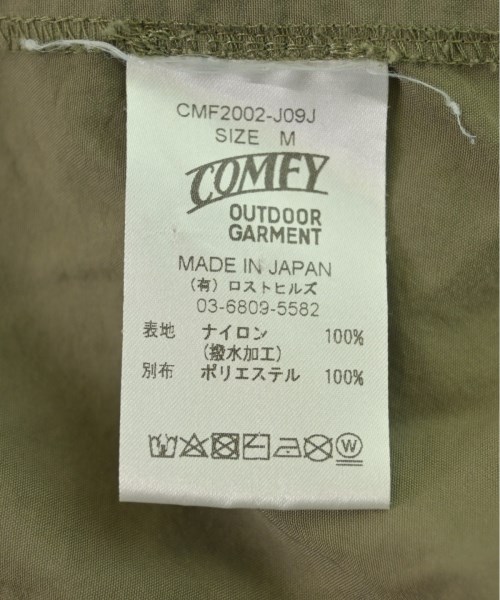 CMF2002-J09J
SIZE M
COMFY
OUTDOOR
GARMENT
MADE IN JAPAN
(有) ロストヒルズ
03-6809-5582
表地 ナイロン 100%
(撥水加工)
別布 ポリエステル 100%
W